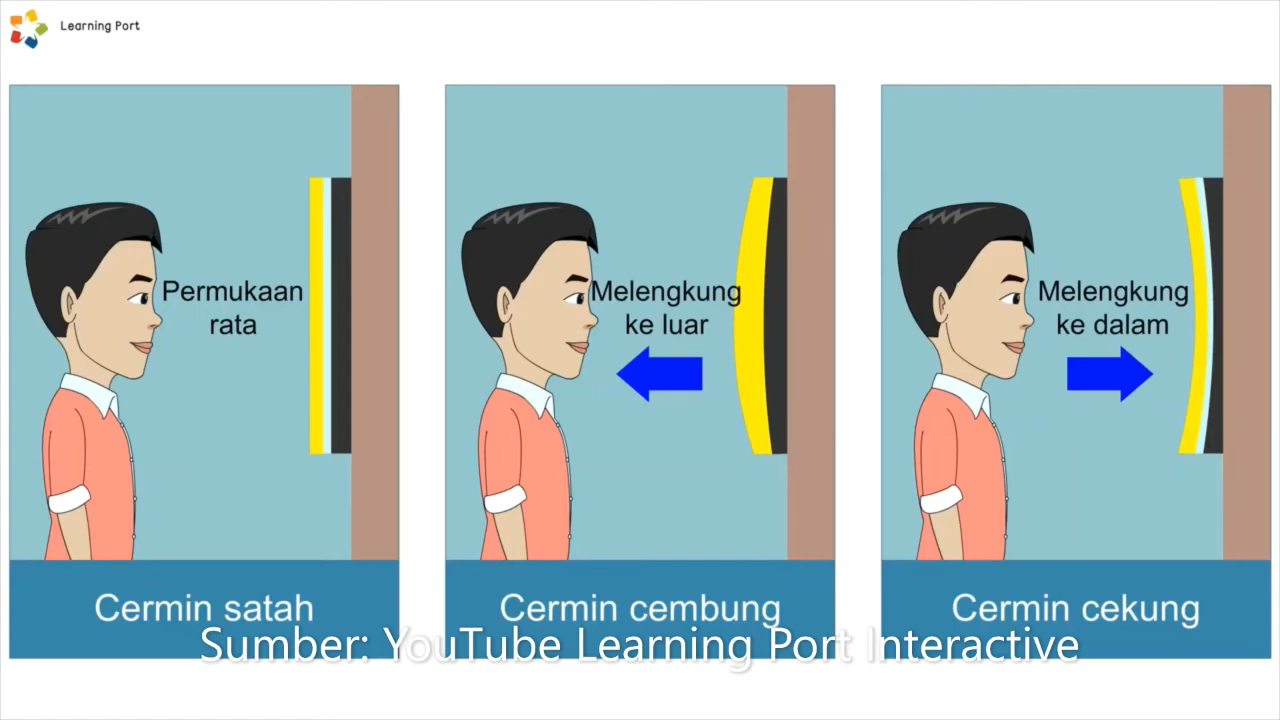 Learning Port
Permukaan
rata
Melengkung
ke luar
Melengkung
ke dalam
Cermin satah
Cermin cembung
Cermin cekung
Sumber: YouTube Learning Port Interactive